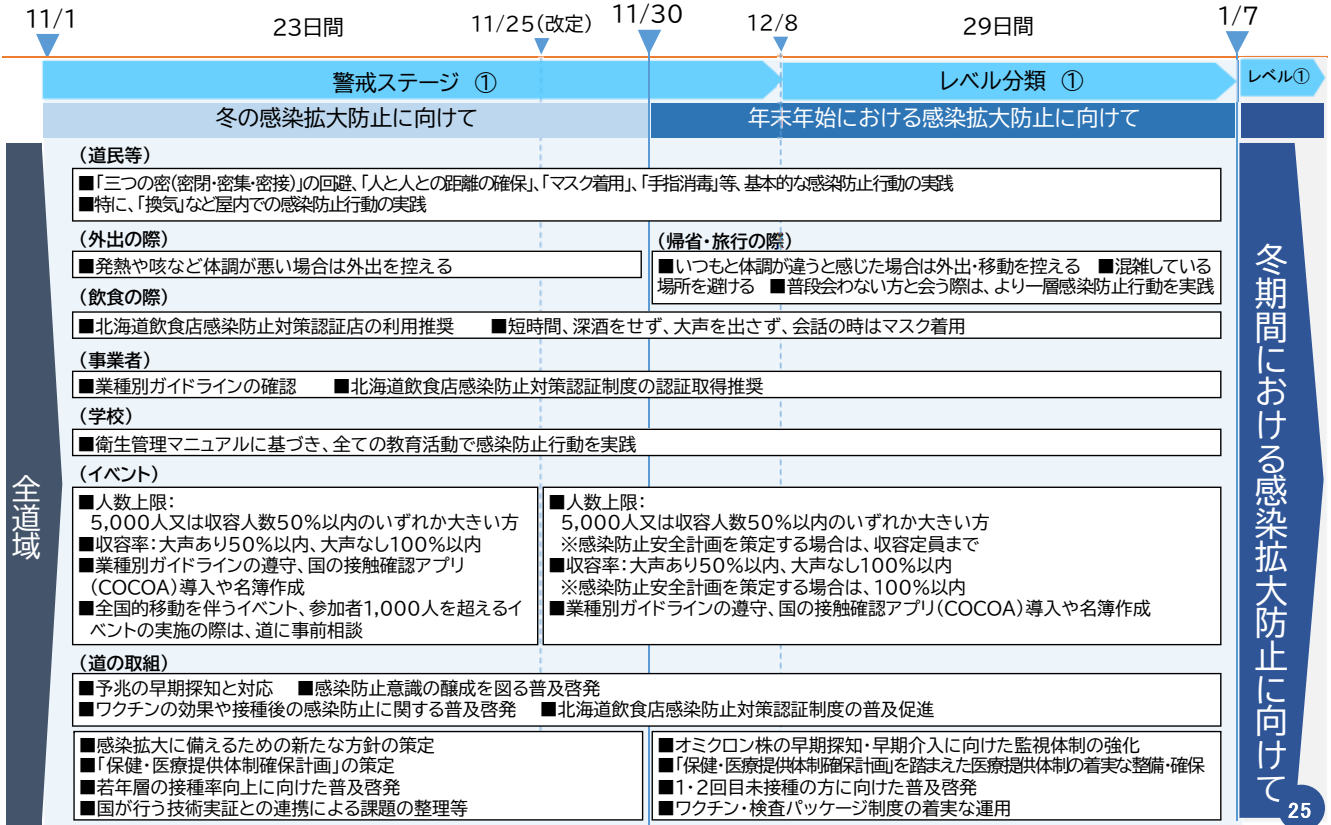 11/1
23日間
11/25(改定)
11/30
12/8
29日間
1/7
警戒ステージ ①
レベル分類 ①
レベル①
冬の感染拡大防止に向けて
年末年始における感染拡大防止に向けて
全道域
(道民等)
■「三つの密(密閉・密集・密接)」の回避、「人と人との距離の確保」、「マスク着用」、「手指消毒」等、基本的な感染防止行動の実践
■特に、「換気」など屋内での感染防止行動の実践
(外出の際)
■発熱や咳など体調が悪い場合は外出を控える
(帰省・旅行の際)
■いつもと体調が違うと感じた場合は外出・移動を控える ■混雑している
場所を避ける ■普段会わない方と会う際は、より一層感染防止行動を実践
(飲食の際)
■北海道飲食店感染防止対策認証店の利用推奨 ■短時間、深酒をせず、大声を出さず、会話の時はマスク着用
(事業者)
■業種別ガイドラインの確認 ■北海道飲食店感染防止対策認証制度の認証取得推奨
(学校)
■衛生管理マニュアルに基づき、全ての教育活動で感染防止行動を実践
(イベント)
■人数上限:
5,000人又は収容人数50%以内のいずれか大きい方
■収容率:大声あり50%以内、大声なし100%以内
■業種別ガイドラインの遵守、国の接触確認アプリ
(COCOA)導入や名簿作成
■全国的移動を伴うイベント、参加者1,000人を超えるイ
ベントの実施の際は、道に事前相談
■人数上限:
5,000人又は収容人数50%以内のいずれか大きい方
※感染防止安全計画を策定する場合は、収容定員まで
■収容率:大声あり50%以内、大声なし100%以内
※感染防止安全計画を策定する場合は、100%以内
■業種別ガイドラインの遵守、国の接触確認アプリ(COCOA)導入や名簿作成
(道の取組)
■予兆の早期探知と対応 ■感染防止意識の醸成を図る普及啓発
■ワクチンの効果や接種後の感染防止に関する普及啓発 ■北海道飲食店感染防止対策認証制度の普及促進
■感染拡大に備えるための新たな方針の策定
■「保健・医療提供体制確保計画」の策定
■若年層の接種率向上に向けた普及啓発
■国が行う技術実証との連携による課題の整理等
■オミクロン株の早期探知・早期介入に向けた監視体制の強化
■「保健・医療提供体制確保計画」を踏まえた医療提供体制の着実な整備・確保
■1・2回目未接種の方に向けた普及啓発
■ワクチン・検査パッケージ制度の着実な運用
冬期間における感染拡大防止に向けて
25